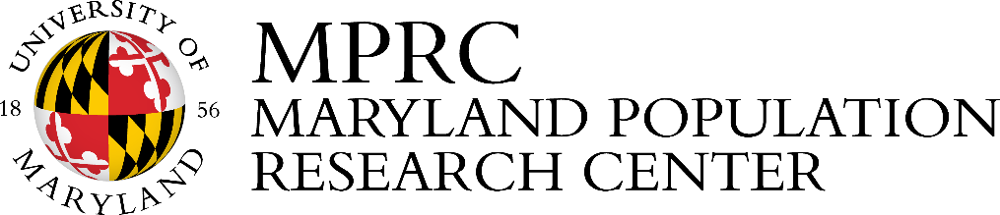 UNIVERSITY OF
18 56
MARYLAND
MPRC
MARYLAND POPULATION
RESEARCH CENTER